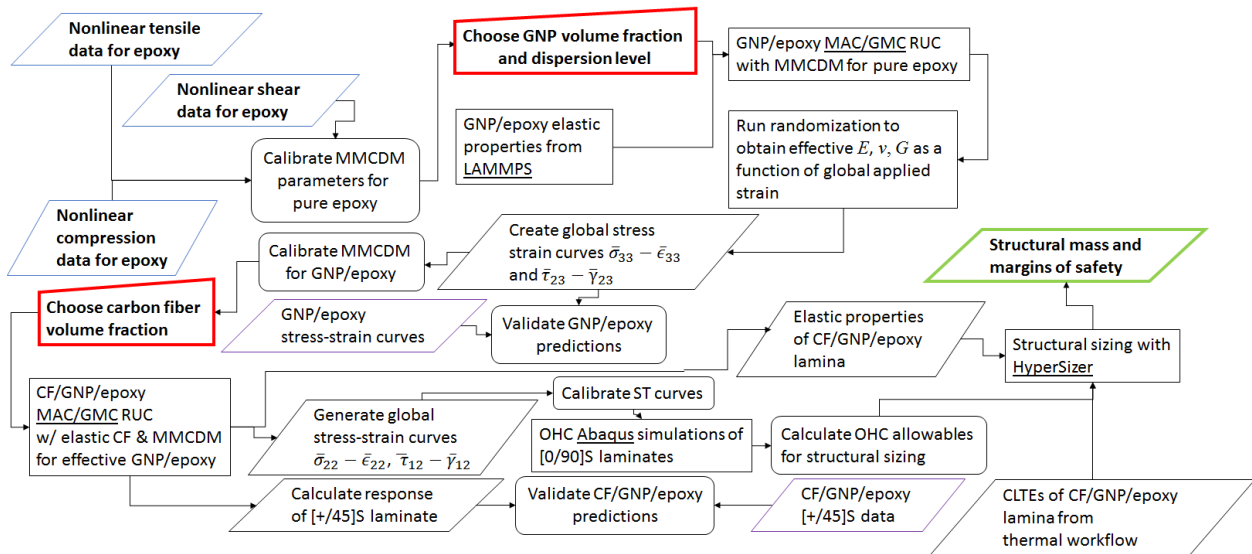 Nonlinear tensile
data for epoxy
Nonlinear shear
data for epoxy
Nonlinear
compression
data for epoxy
Calibrate MMCDM
parameters for
pure epoxy
Choose GNP volume fraction
and dispersion level
GNP/epoxy elastic
properties from
LAMMPS
GNP/epoxy MAC/GMC RUC
with MMCDM for pure epoxy
Run randomization to
obtain effective E, ν, G as a
function of global applied
strain
Create global stress
strain curves σ̄₃₃ − ϵ̄₃₃
and τ̄₂₃ − γ̄₂₃
Calibrate MMCDM
for GNP/epoxy
Choose carbon fiber
volume fraction
GNP/epoxy
stress-strain curves
Validate GNP/epoxy
predictions
Elastic properties
of CF/GNP/epoxy
lamina
Structural mass and
margins of safety
Structural sizing with
HyperSizer
CF/GNP/epoxy
MAC/GMC RUC
w/ elastic CF & MMCDM
for effective GNP/epoxy
Generate global
stress-strain curves
σ̄₂₂ − ϵ̄₂₂, τ̄₁₂ − γ̄₁₂
Calibrate ST curves
OHC Abaqus simulations of
[0/90]S laminates
Calculate OHC allowables
for structural sizing
Calculate response
of [+/45]S laminate
Validate CF/GNP/epoxy
predictions
CF/GNP/epoxy
[+/45]S data
CLTEs of CF/GNP/epoxy
lamina from
thermal workflow